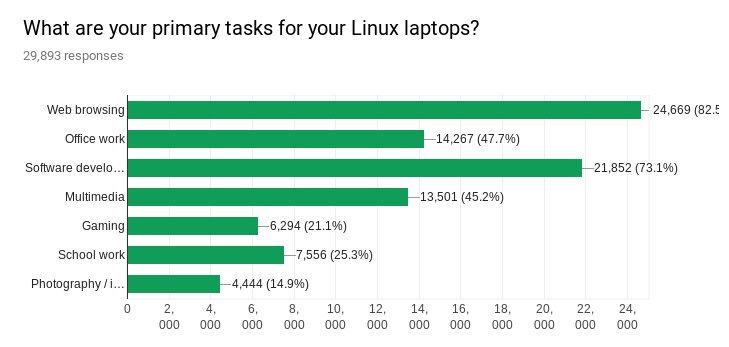 What are your primary tasks for your Linux laptops?
29,893 responses
Web browsing 24,669 (82.5
Office work 14,267 (47.7%)
Software develo… 21,852 (73.1%)
Multimedia 13,501 (45.2%)
Gaming 6,294 (21.1%)
School work 7,556 (25.3%)
Photography / i… 4,444 (14.9%)
0 2, 4, 6, 8, 10, 12, 14, 16, 18, 20, 22, 24,
000 000 000 000 000 000 000 000 000 000 000 000